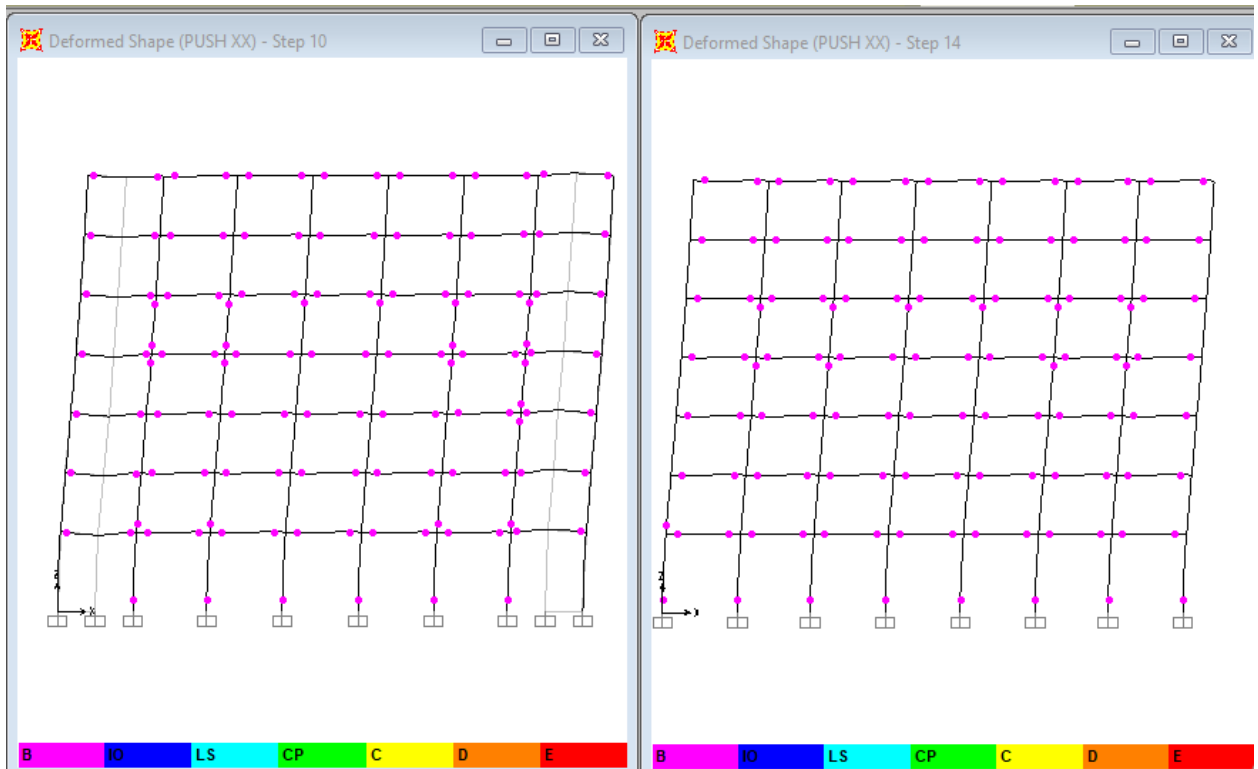 Deformed Shape (PUSH XX) - Step 10
Z
X
B IO LS CP C D E
Deformed Shape (PUSH XX) - Step 14
Z
B IO LS CP C D E